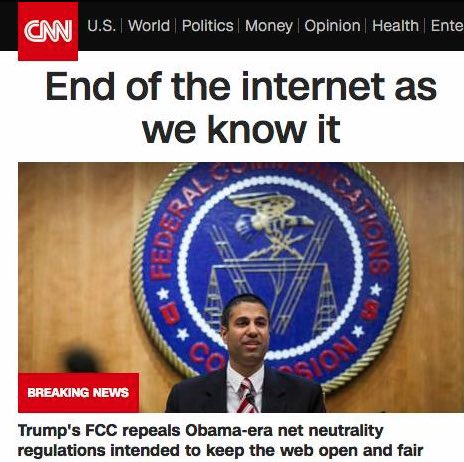 CNN U.S. World Politics Money Opinion Health Ente
End of the internet as
we know it
FEDERAL COMMUNICATIONS
U S
COMMISSION
BREAKING NEWS
Trump's FCC repeals Obama-era net neutrality
regulations intended to keep the web open and fair